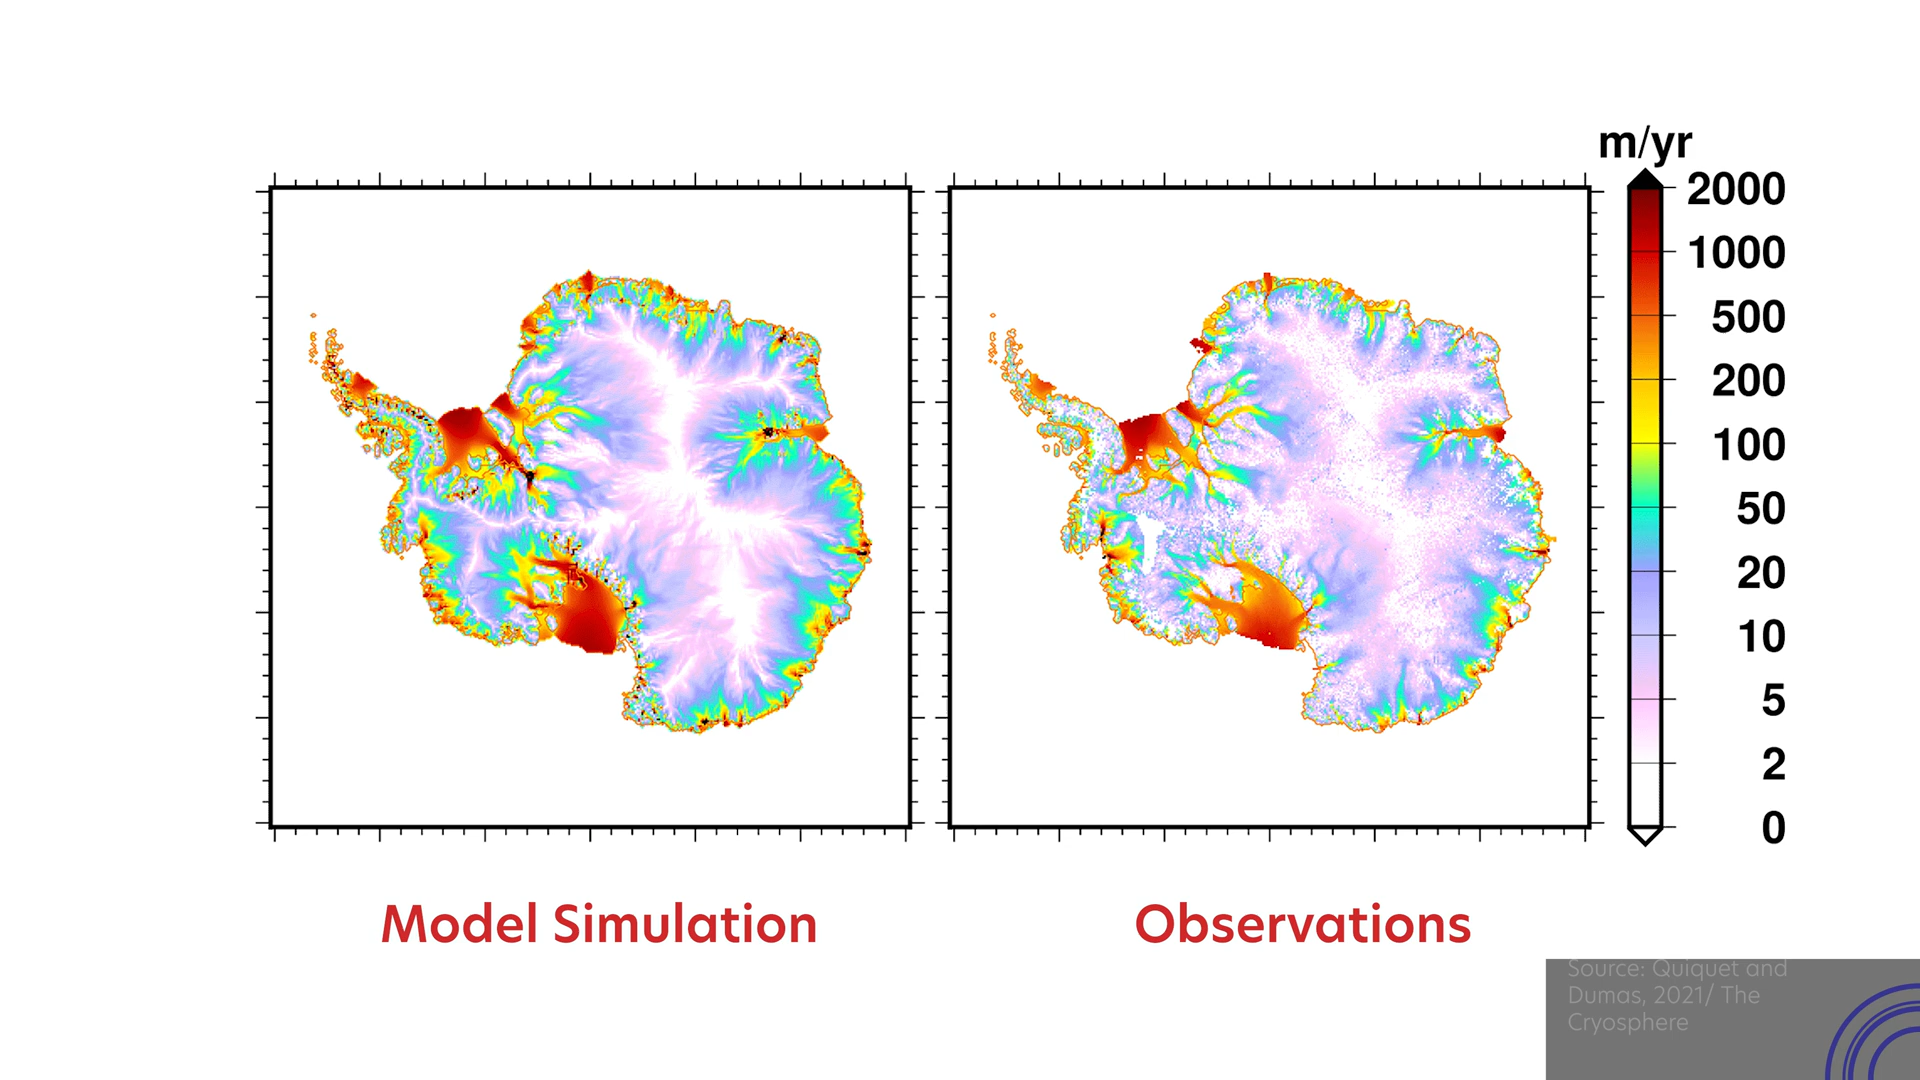 m/yr
2000
1000
500
200
100
50
20
10
5
2
0
Model Simulation
Observations
Source: Quiquet and
Dumas, 2021/ The
Cryosphere